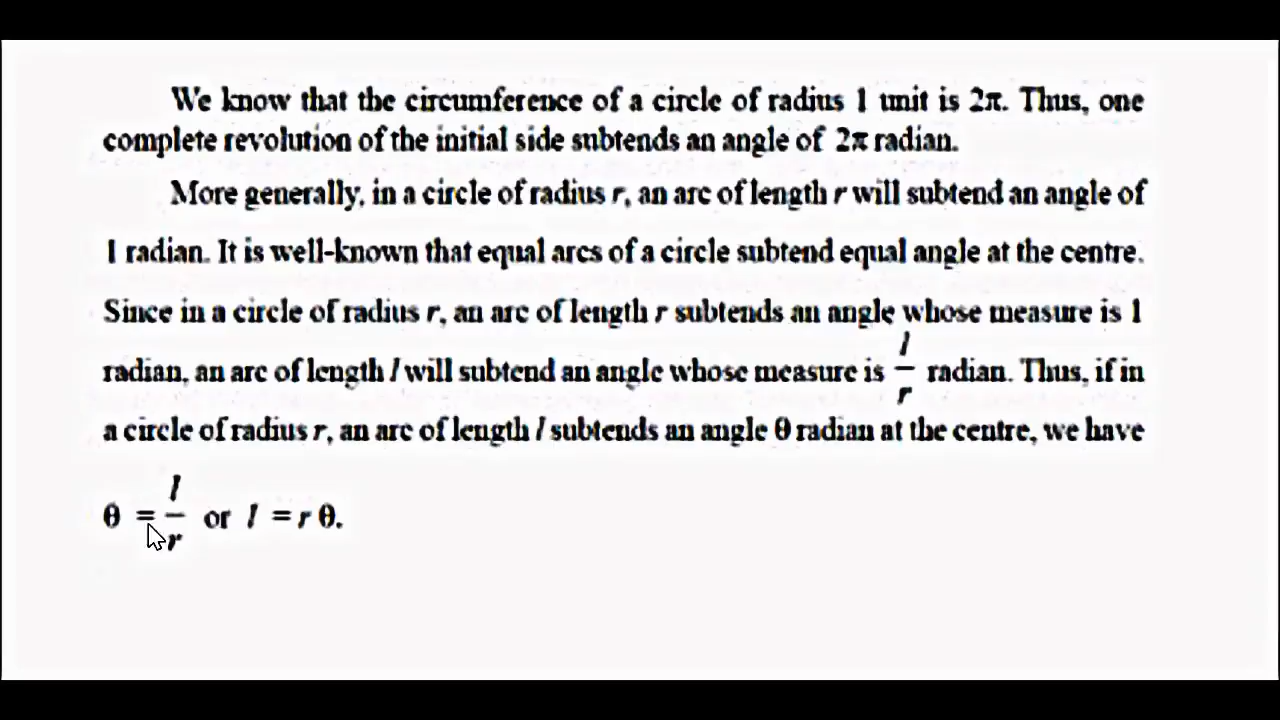 We know that the circumference of a circle of radius 1 unit is 2π. Thus, one
complete revolution of the initial side subtends an angle of 2π radian.
More generally, in a circle of radius r, an arc of length r will subtend an angle of
1 radian. It is well-known that equal arcs of a circle subtend equal angle at the centre.
Since in a circle of radius r, an arc of length r subtends an angle whose measure is 1
radian, an arc of length l will subtend an angle whose measure is l/r radian. Thus, if in
a circle of radius r, an arc of length l subtends an angle θ radian at the centre, we have
θ = l/r or l = r θ.